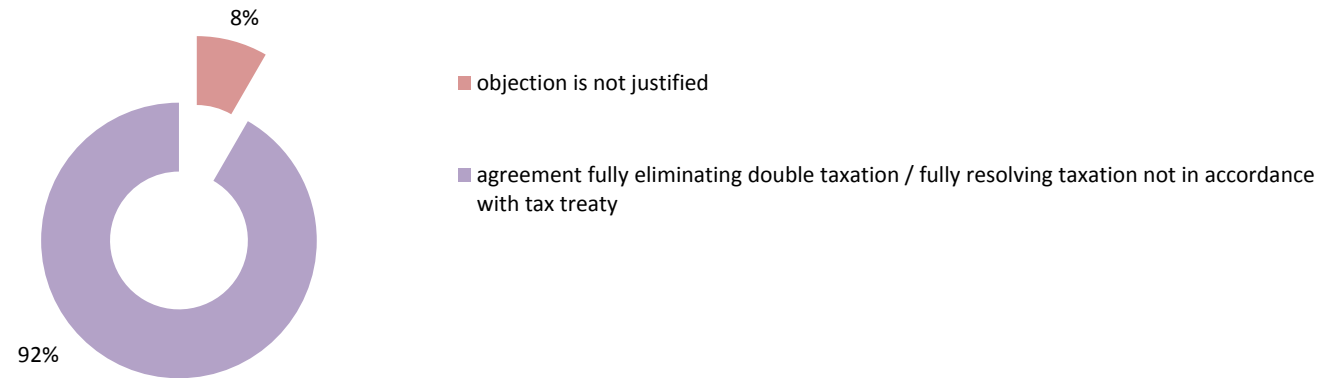 8%
objection is not justified
agreement fully eliminating double taxation / fully resolving taxation not in accordance
with tax treaty
92%